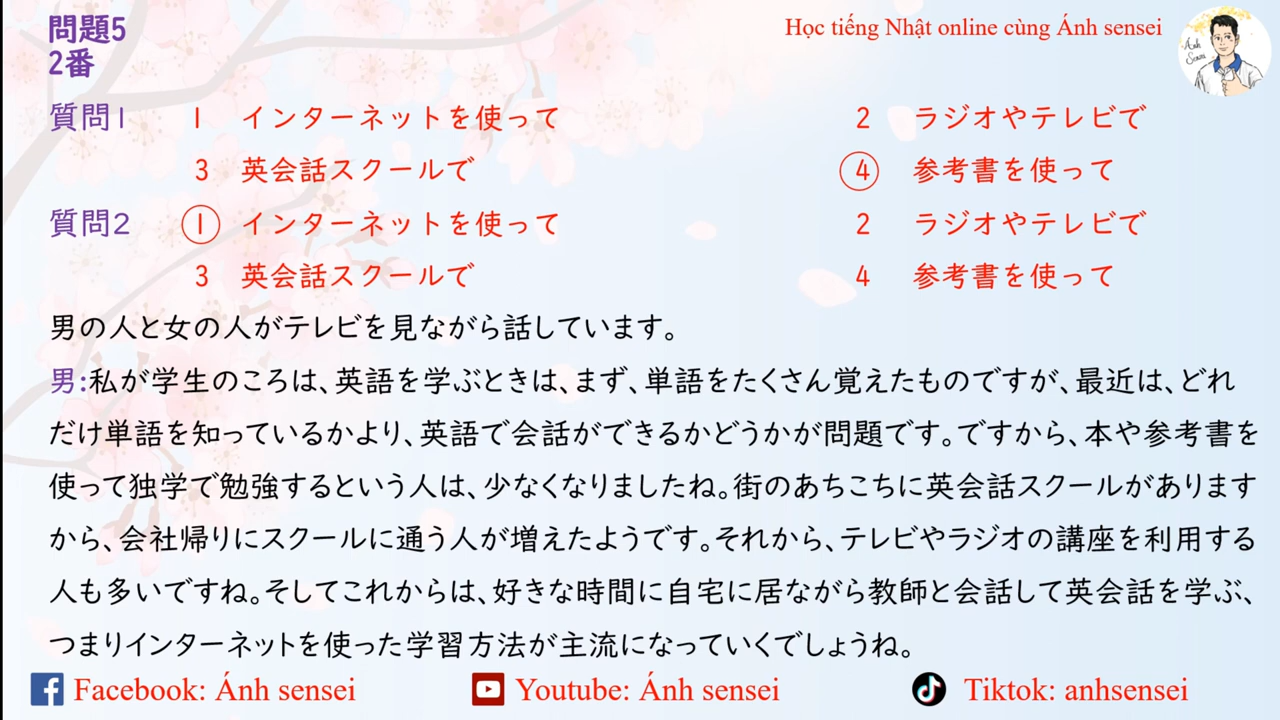 問題5
2番
Học tiếng Nhật online cùng Ánh sensei
Ánh Sensei
質問1 1 インターネットを使って 2 ラジオやテレビで
3 英会話スクールで 4 参考書を使って
質問2 1 インターネットを使って 2 ラジオやテレビで
3 英会話スクールで 4 参考書を使って
男の人と女の人がテレビを見ながら話しています。
男:私が学生のころは、英語を学ぶときは、まず、単語をたくさん覚えたものですが、最近は、どれ
だけ単語を知っているかより、英語で会話ができるかどうかが問題です。ですから、本や参考書を
使って独学で勉強するという人は、少なくなりましたね。街のあちこちに英会話スクールがあります
から、会社帰りにスクールに通う人が増えたようです。それから、テレビやラジオの講座を利用する
人も多いですね。そしてこれからは、好きな時間に自宅に居ながら教師と会話して英会話を学ぶ、
つまりインターネットを使った学習方法が主流になっていくでしょうね。
Facebook: Ánh sensei Youtube: Ánh sensei Tiktok: anhsensei